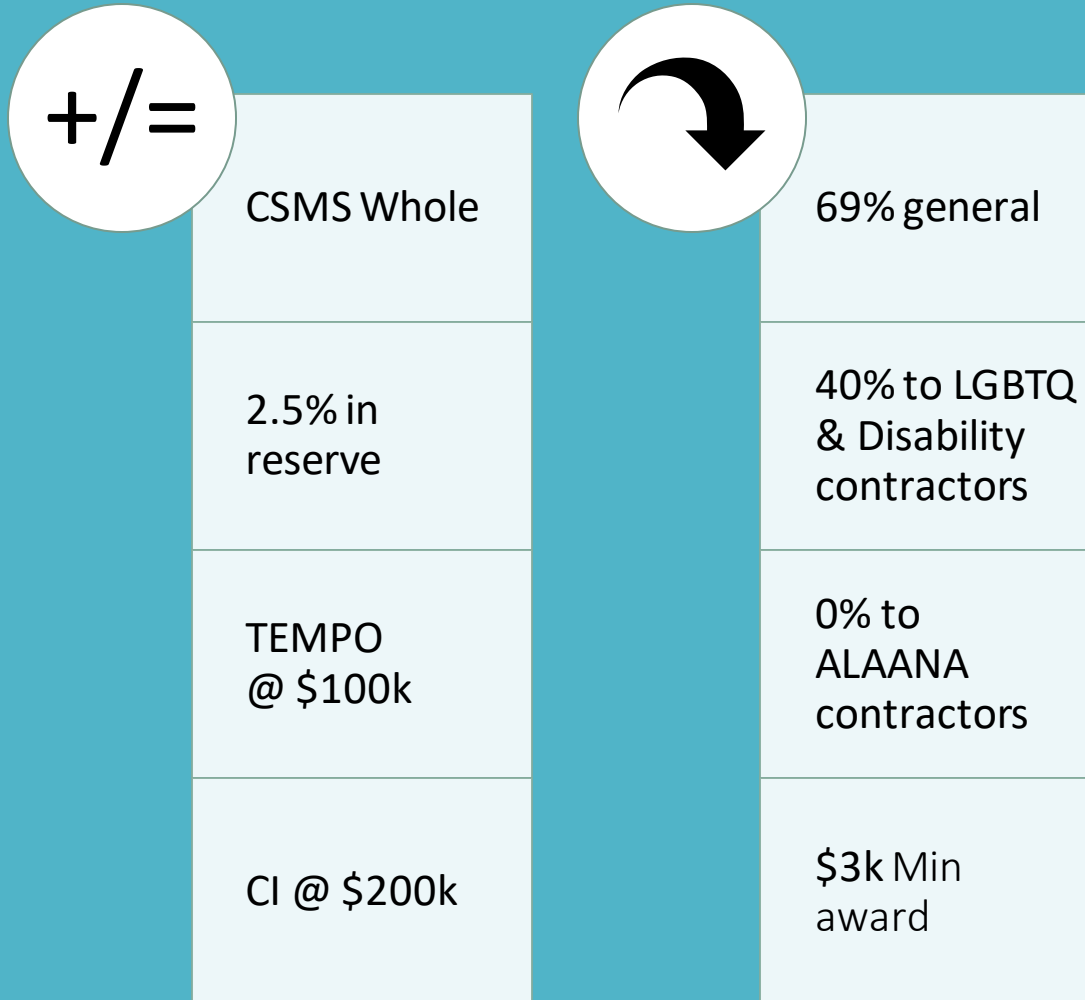 +/=
CSMS Whole
2.5% in
reserve
TEMPO
@ $100k
CI @ $200k
69% general
40% to LGBTQ
& Disability
contractors
0% to
ALAANA
contractors
$3k Min
award